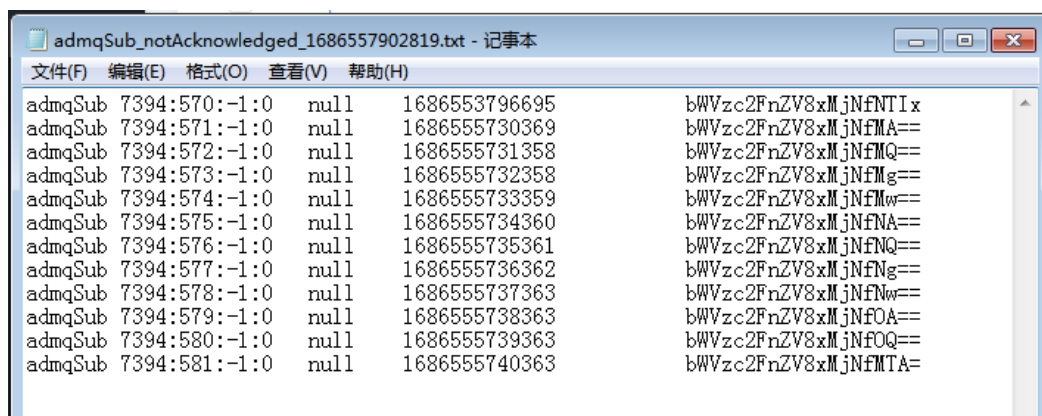 admqSub_notAcknowledged_1686557902819.txt - 记事本
文件(F) 编辑(E) 格式(O) 查看(V) 帮助(H)
admqSub 7394:570:-1:0 null 1686553796695 bWVzc2FnZV8xMjNfNTIx
admqSub 7394:571:-1:0 null 1686555730369 bWVzc2FnZV8xMjNfMA==
admqSub 7394:572:-1:0 null 1686555731358 bWVzc2FnZV8xMjNfMQ==
admqSub 7394:573:-1:0 null 1686555732358 bWVzc2FnZV8xMjNfMg==
admqSub 7394:574:-1:0 null 1686555733359 bWVzc2FnZV8xMjNfMw==
admqSub 7394:575:-1:0 null 1686555734360 bWVzc2FnZV8xMjNfNA==
admqSub 7394:576:-1:0 null 1686555735361 bWVzc2FnZV8xMjNfNQ==
admqSub 7394:577:-1:0 null 1686555736362 bWVzc2FnZV8xMjNfNg==
admqSub 7394:578:-1:0 null 1686555737363 bWVzc2FnZV8xMjNfNw==
admqSub 7394:579:-1:0 null 1686555738363 bWVzc2FnZV8xMjNfOA==
admqSub 7394:580:-1:0 null 1686555739363 bWVzc2FnZV8xMjNfOQ==
admqSub 7394:581:-1:0 null 1686555740363 bWVzc2FnZV8xMjNfMTA=